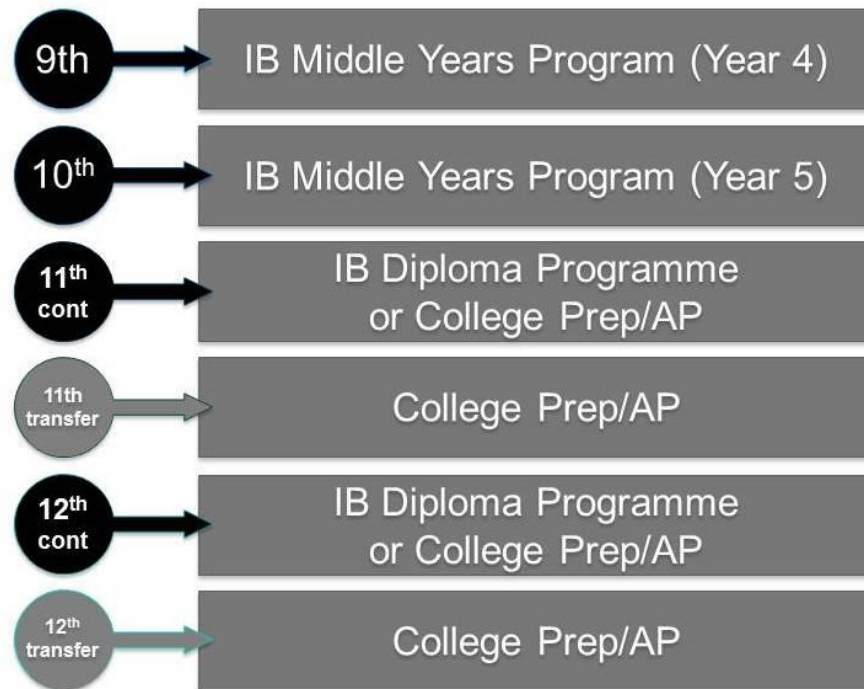 9th
IB Middle Years Program (Year 4)
10th
IB Middle Years Program (Year 5)
11th
cont
IB Diploma Programme
or College Prep/AP
11th
transfer
College Prep/AP
12th
cont
IB Diploma Programme
or College Prep/AP
12th
transfer
College Prep/AP